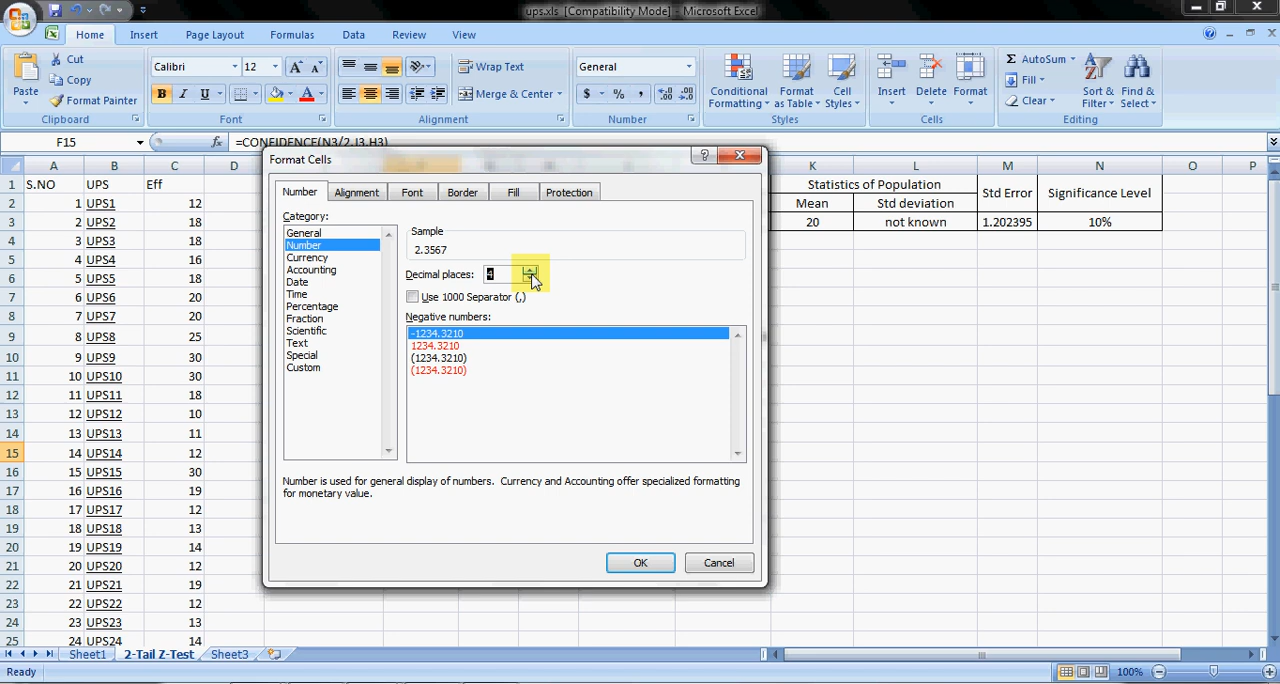 ups.xls [Compatibility Mode] - Microsoft Excel
Home Insert Page Layout Formulas Data Review View
Paste Cut Copy Format Painter Clipboard
Calibri 12 B I U A A A Font
Wrap Text Merge & Center Alignment
General $ % , Number
Conditional Formatting Format as Table Cell Styles Styles
Insert Delete Format Cells
Σ AutoSum Fill Clear Sort & Filter Find & Select Editing
F15 fx =CONFIDENCE(N3/2,J3,H3)
A B C D K L M N O P
1 S.NO UPS Eff Statistics of Population Std Error Significance Level
2 1 UPS1 12 Mean Std deviation
3 2 UPS2 18 20 not known 1.202395 10%
4 3 UPS3 18
5 4 UPS4 16
6 5 UPS5 18
7 6 UPS6 20
8 7 UPS7 20
9 8 UPS8 25
10 9 UPS9 30
11 10 UPS10 30
12 11 UPS11 18
13 12 UPS12 10
14 13 UPS13 11
15 14 UPS14 12
16 15 UPS15 30
17 16 UPS16 19
18 17 UPS17 12
19 18 UPS18 13
20 19 UPS19 14
21 20 UPS20 12
22 21 UPS21 19
23 22 UPS22 12
24 23 UPS23 13
25 24 UPS24 14
Format Cells
Number Alignment Font Border Fill Protection
Category:
General
Number
Currency
Accounting
Date
Time
Percentage
Fraction
Scientific
Text
Special
Custom
Sample
2.3567
Decimal places: 4
Use 1000 Separator (,)
Negative numbers:
-1234.3210
1234.3210
(1234.3210)
(1234.3210)
Number is used for general display of numbers. Currency and Accounting offer specialized formatting
for monetary value.
OK Cancel
Sheet1 2-Tail Z-Test Sheet3
Ready 100%